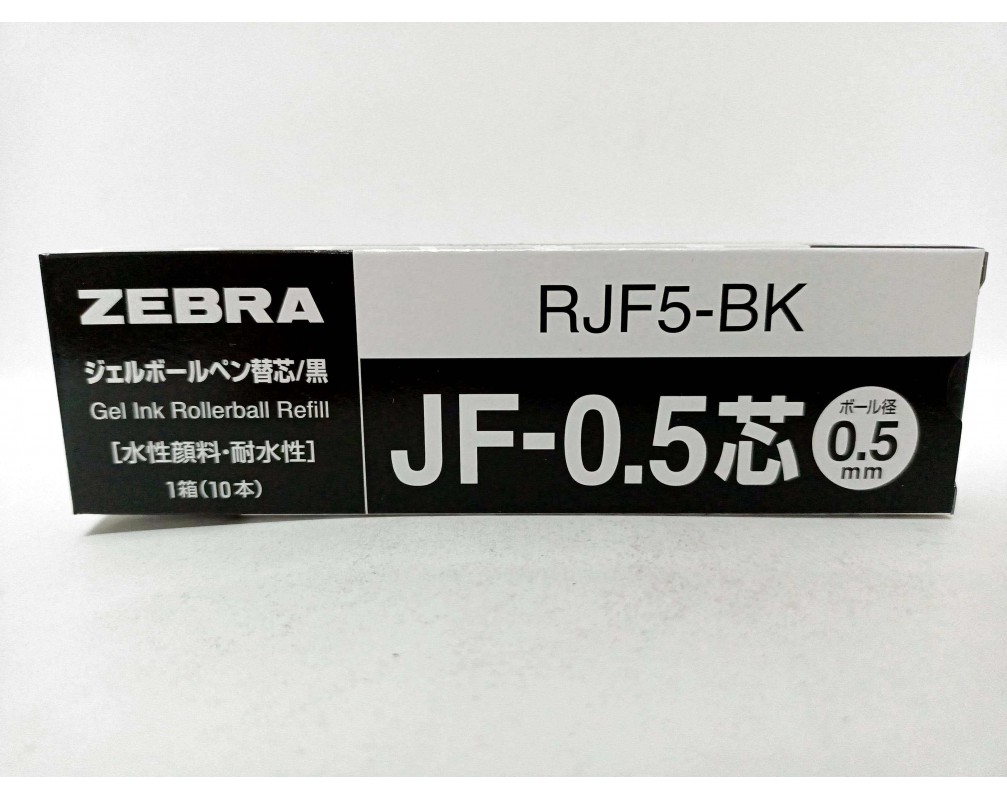 ZEBRA
ジェルボールペン替芯/黒
Gel Ink Rollerball Refill
[水性顔料・耐水性]
1箱(10本)
RJF5-BK
JF-0.5芯
ボール径
0.5
mm